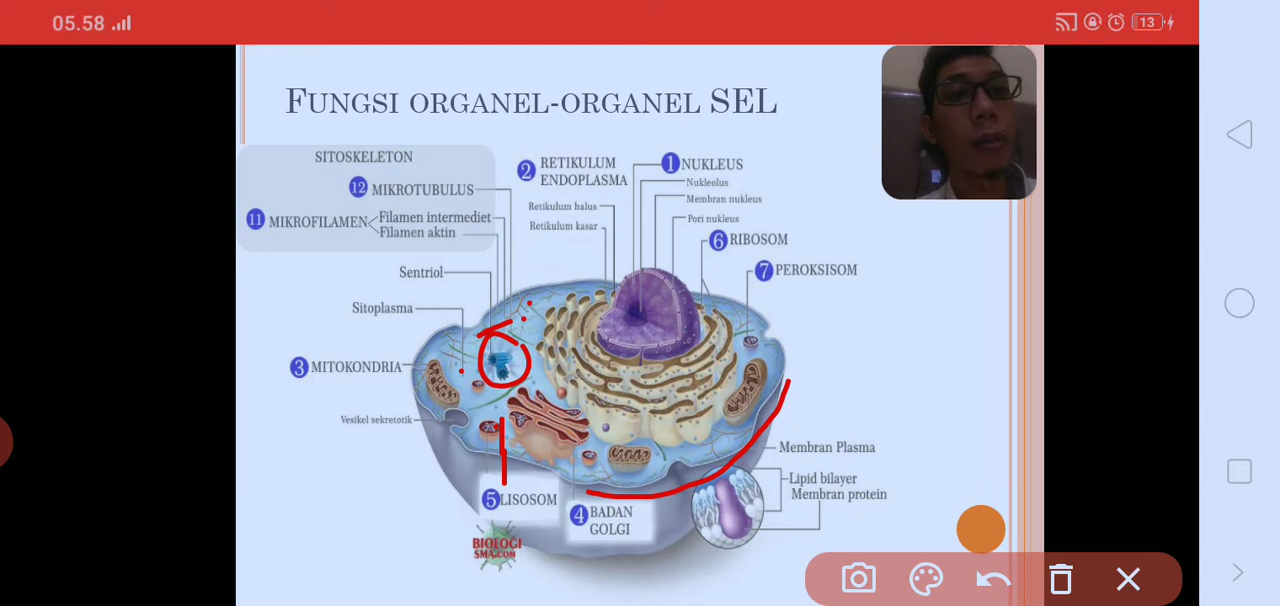 05.58
13
FUNGSI ORGANEL-ORGANEL SEL
SITOSKELETON
12 MIKROTUBULUS
11 MIKROFILAMEN
Filamen intermediet
Filamen aktin
Sentriol
Sitoplasma
3 MITOKONDRIA
Vesikel sekretotik
2 RETIKULUM
ENDOPLASMA
Retikulum halus
Retikulum kasar
1 NUKLEUS
Nukleolus
Membran nukleus
Pori nukleus
6 RIBOSOM
7 PEROKSISOM
Membran Plasma
Lipid bilayer
Membran protein
5 LISOSOM
4 BADAN
GOLGI
BIOLOGI
SMA.COM